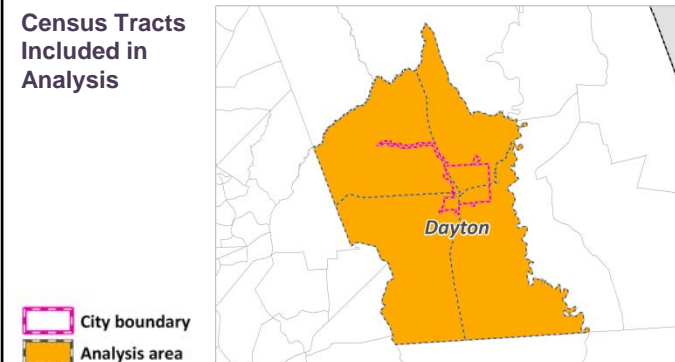 Census Tracts
Included in
Analysis
Dayton
City boundary
Analysis area